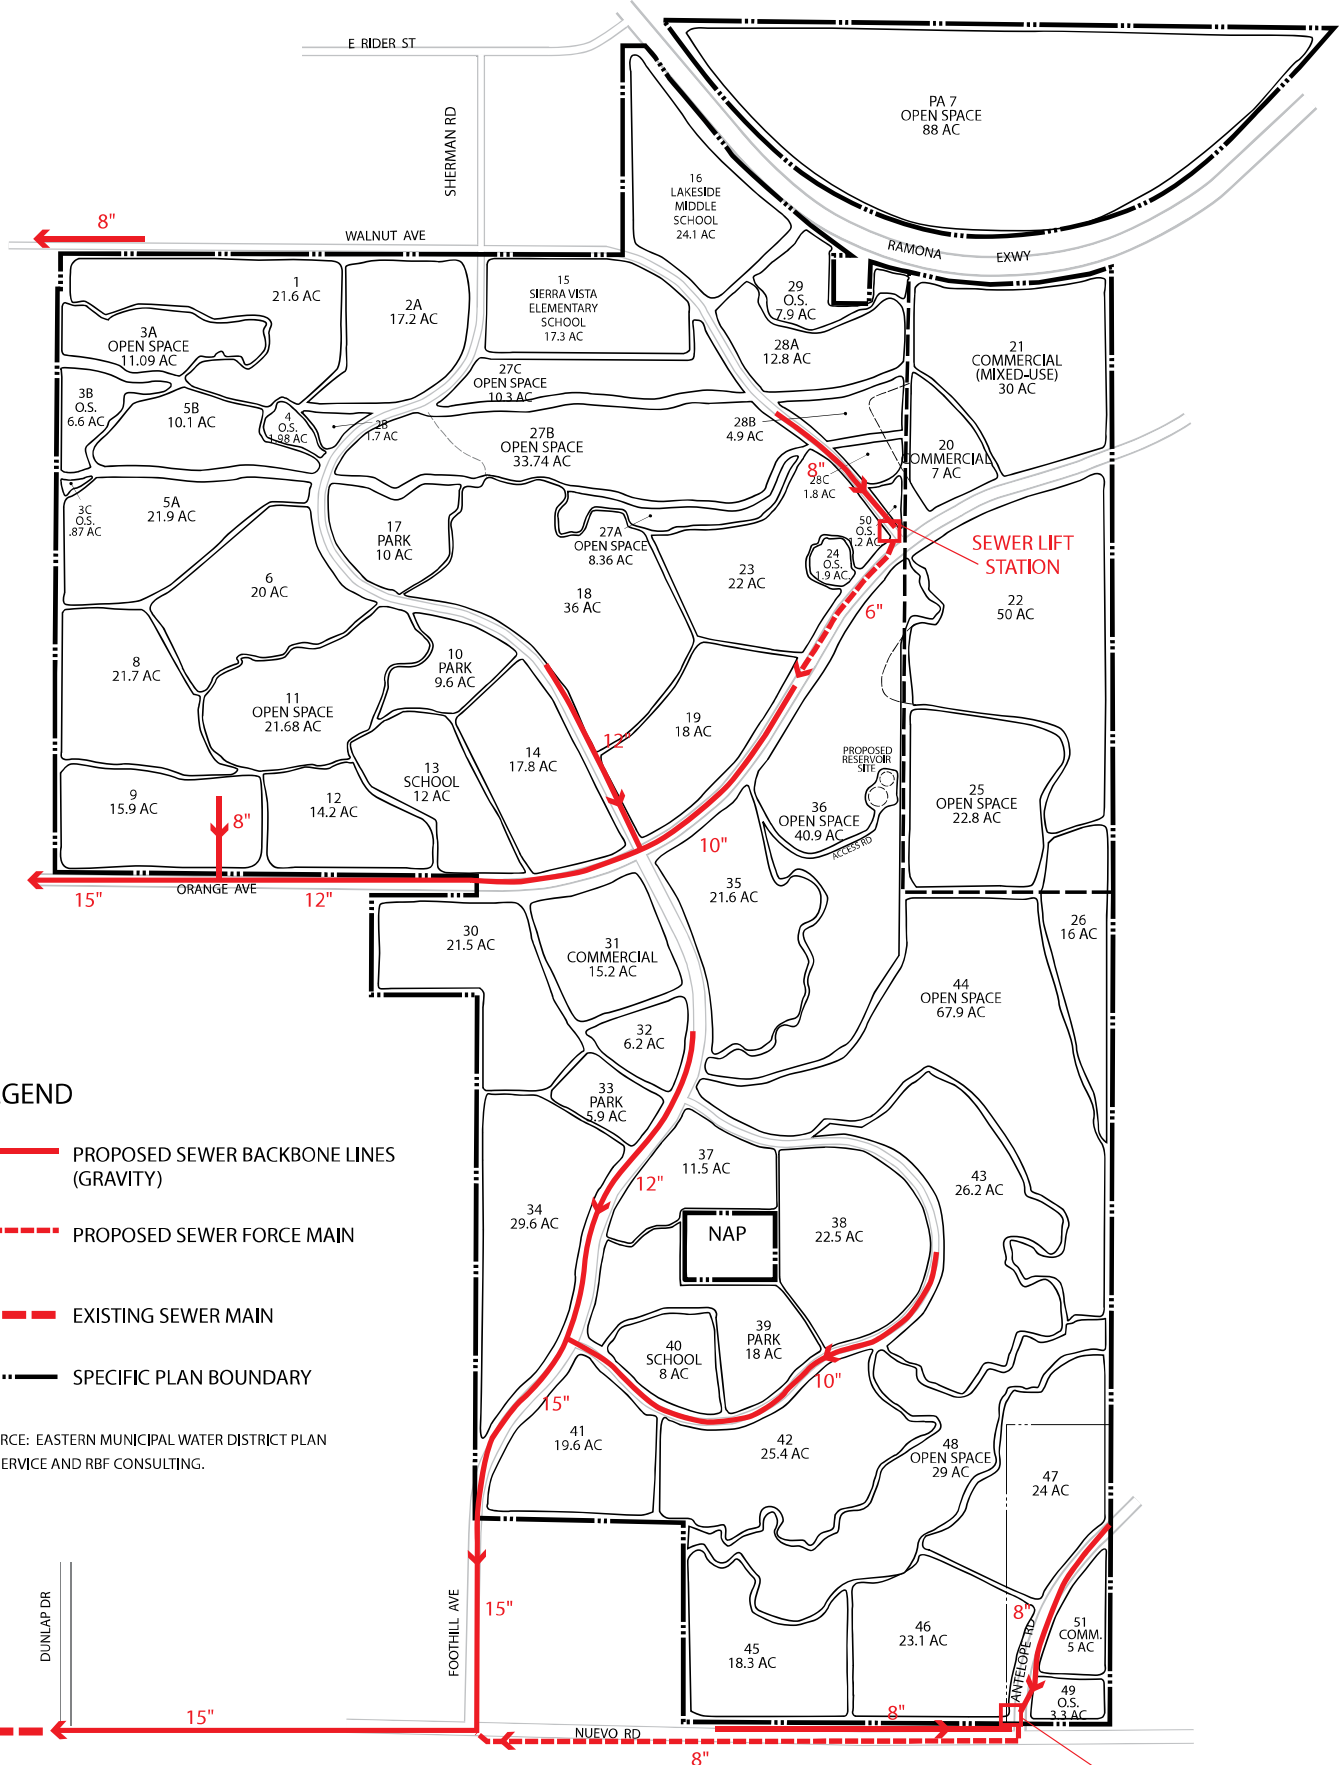 E RIDER ST
SHERMAN RD
PA 7
OPEN SPACE
88 AC
16
LAKESIDE
MIDDLE
SCHOOL
24.1 AC
8"
WALNUT AVE
RAMONA EXWY
1
21.6 AC
2A
17.2 AC
15
SIERRA VISTA
ELEMENTARY
SCHOOL
17.3 AC
29
O.S.
7.9 AC
28A
12.8 AC
21
COMMERCIAL
(MIXED-USE)
30 AC
3A
OPEN SPACE
11.09 AC
27C
OPEN SPACE
10.3 AC
3B
O.S.
6.6 AC
5B
10.1 AC
4
O.S.
1.98 AC
2B
1.7 AC
27B
OPEN SPACE
33.74 AC
28B
4.9 AC
20
COMMERCIAL
7 AC
8"
28C
1.8 AC
3C
O.S.
.87 AC
5A
21.9 AC
17
PARK
10 AC
27A
OPEN SPACE
8.36 AC
50
O.S.
1.2 AC
SEWER LIFT
STATION
24
O.S.
1.9 AC.
6
20 AC
18
36 AC
23
22 AC
6"
22
50 AC
8
21.7 AC
10
PARK
9.6 AC
11
OPEN SPACE
21.68 AC
19
18 AC
12"
14
17.8 AC
13
SCHOOL
12 AC
PROPOSED
RESERVOIR
SITE
9
15.9 AC
12
14.2 AC
8"
36
OPEN SPACE
40.9 AC
ACCESS RD
25
OPEN SPACE
22.8 AC
10"
ORANGE AVE
15"
12"
35
21.6 AC
30
21.5 AC
31
COMMERCIAL
15.2 AC
26
16 AC
44
OPEN SPACE
67.9 AC
32
6.2 AC
33
PARK
5.9 AC
GEND
PROPOSED SEWER BACKBONE LINES
(GRAVITY)
PROPOSED SEWER FORCE MAIN
EXISTING SEWER MAIN
SPECIFIC PLAN BOUNDARY
RCE: EASTERN MUNICIPAL WATER DISTRICT PLAN
ERVICE AND RBF CONSULTING.
37
11.5 AC
12"
43
26.2 AC
34
29.6 AC
NAP
38
22.5 AC
39
PARK
18 AC
40
SCHOOL
8 AC
10"
15"
41
19.6 AC
42
25.4 AC
48
OPEN SPACE
29 AC
47
24 AC
DUNLAP DR
FOOTHILL AVE
15"
45
18.3 AC
46
23.1 AC
8"
ANTELOPE RD
51
COMM.
5 AC
49
O.S.
3.3 AC
15"
NUEVO RD
8"
8"